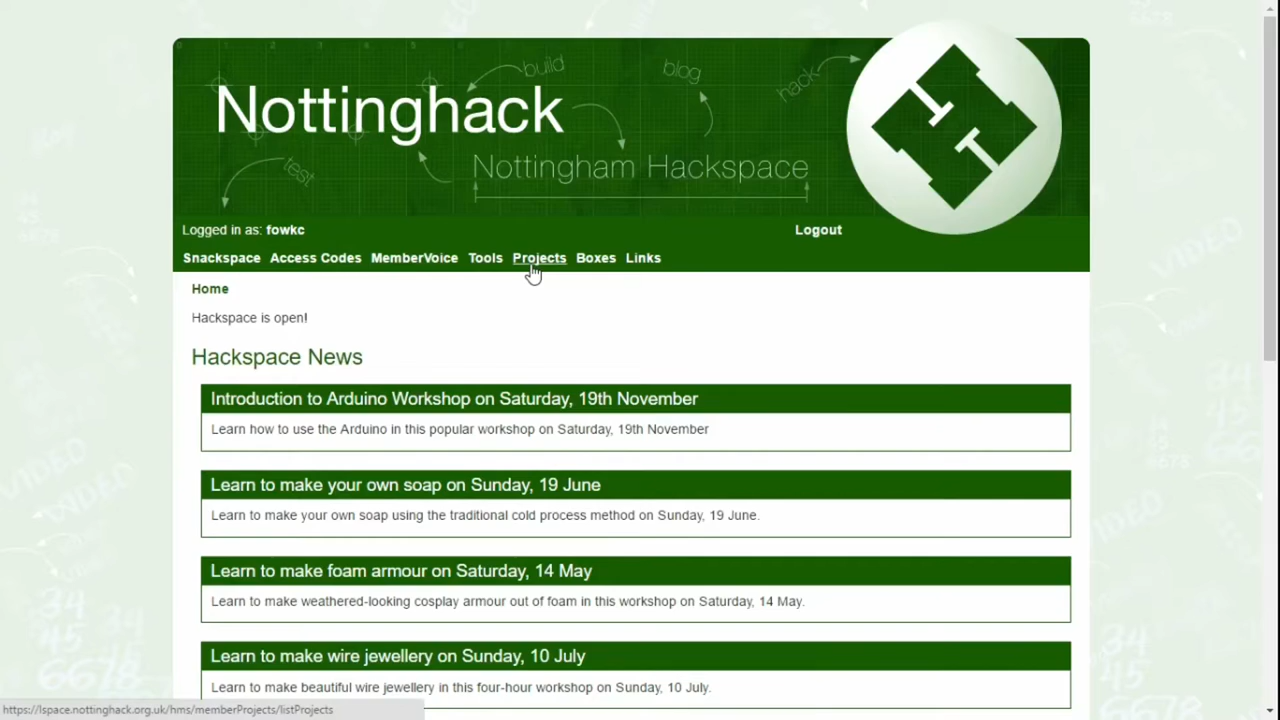 build
blog
hack
Nottinghack
Nottingham Hackspace
test
Logged in as: fowkc
Logout
Snackspace Access Codes MemberVoice Tools Projects Boxes Links
Home
Hackspace is open!
Hackspace News
Introduction to Arduino Workshop on Saturday, 19th November
Learn how to use the Arduino in this popular workshop on Saturday, 19th November
Learn to make your own soap on Sunday, 19 June
Learn to make your own soap using the traditional cold process method on Sunday, 19 June.
Learn to make foam armour on Saturday, 14 May
Learn to make weathered-looking cosplay armour out of foam in this workshop on Saturday, 14 May.
Learn to make wire jewellery on Sunday, 10 July
Learn to make beautiful wire jewellery in this four-hour workshop on Sunday, 10 July.
https://lspace.nottinghack.org.uk/hms/memberProjects/listProjects